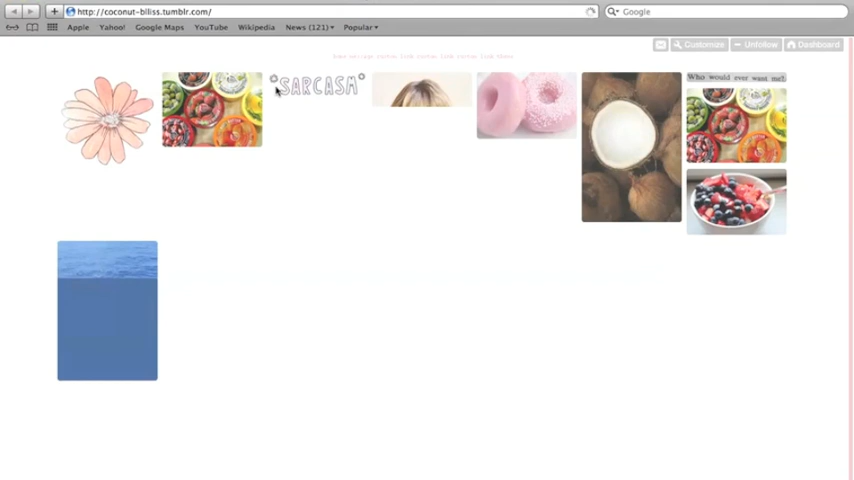 http://coconut-bliss.tumblr.com/
Google
Apple
Yahoo!
Google Maps
YouTube
Wikipedia
News (121)
Popular
Customize
Unfollow
Dashboard
*SARCASM*
Who would ever want me?